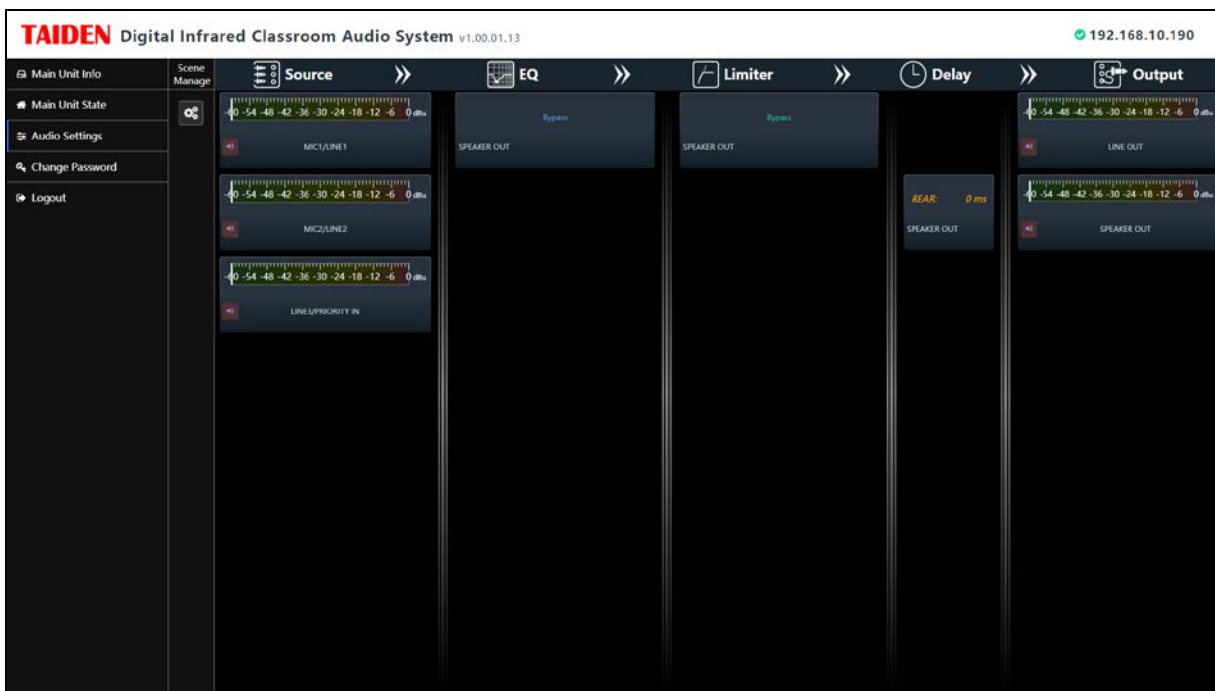 TAIDEN Digital Infrared Classroom Audio System v1.00.01.13
192.168.10.190
Main Unit Info
Main Unit State
Audio Settings
Change Password
Logout
Scene
Manage
Source
EQ
Limiter
Delay
Output
-60 -54 -48 -42 -36 -30 -24 -18 -12 -6 0 dBu
MIC1/LINE1
-60 -54 -48 -42 -36 -30 -24 -18 -12 -6 0 dBu
MIC2/LINE2
-60 -54 -48 -42 -36 -30 -24 -18 -12 -6 0 dBu
LINE3/PRIORITY IN
Bypass
SPEAKER OUT
Bypass
SPEAKER OUT
REAR: 0 ms
SPEAKER OUT
-60 -54 -48 -42 -36 -30 -24 -18 -12 -6 0 dBu
LINE OUT
-60 -54 -48 -42 -36 -30 -24 -18 -12 -6 0 dBu
SPEAKER OUT